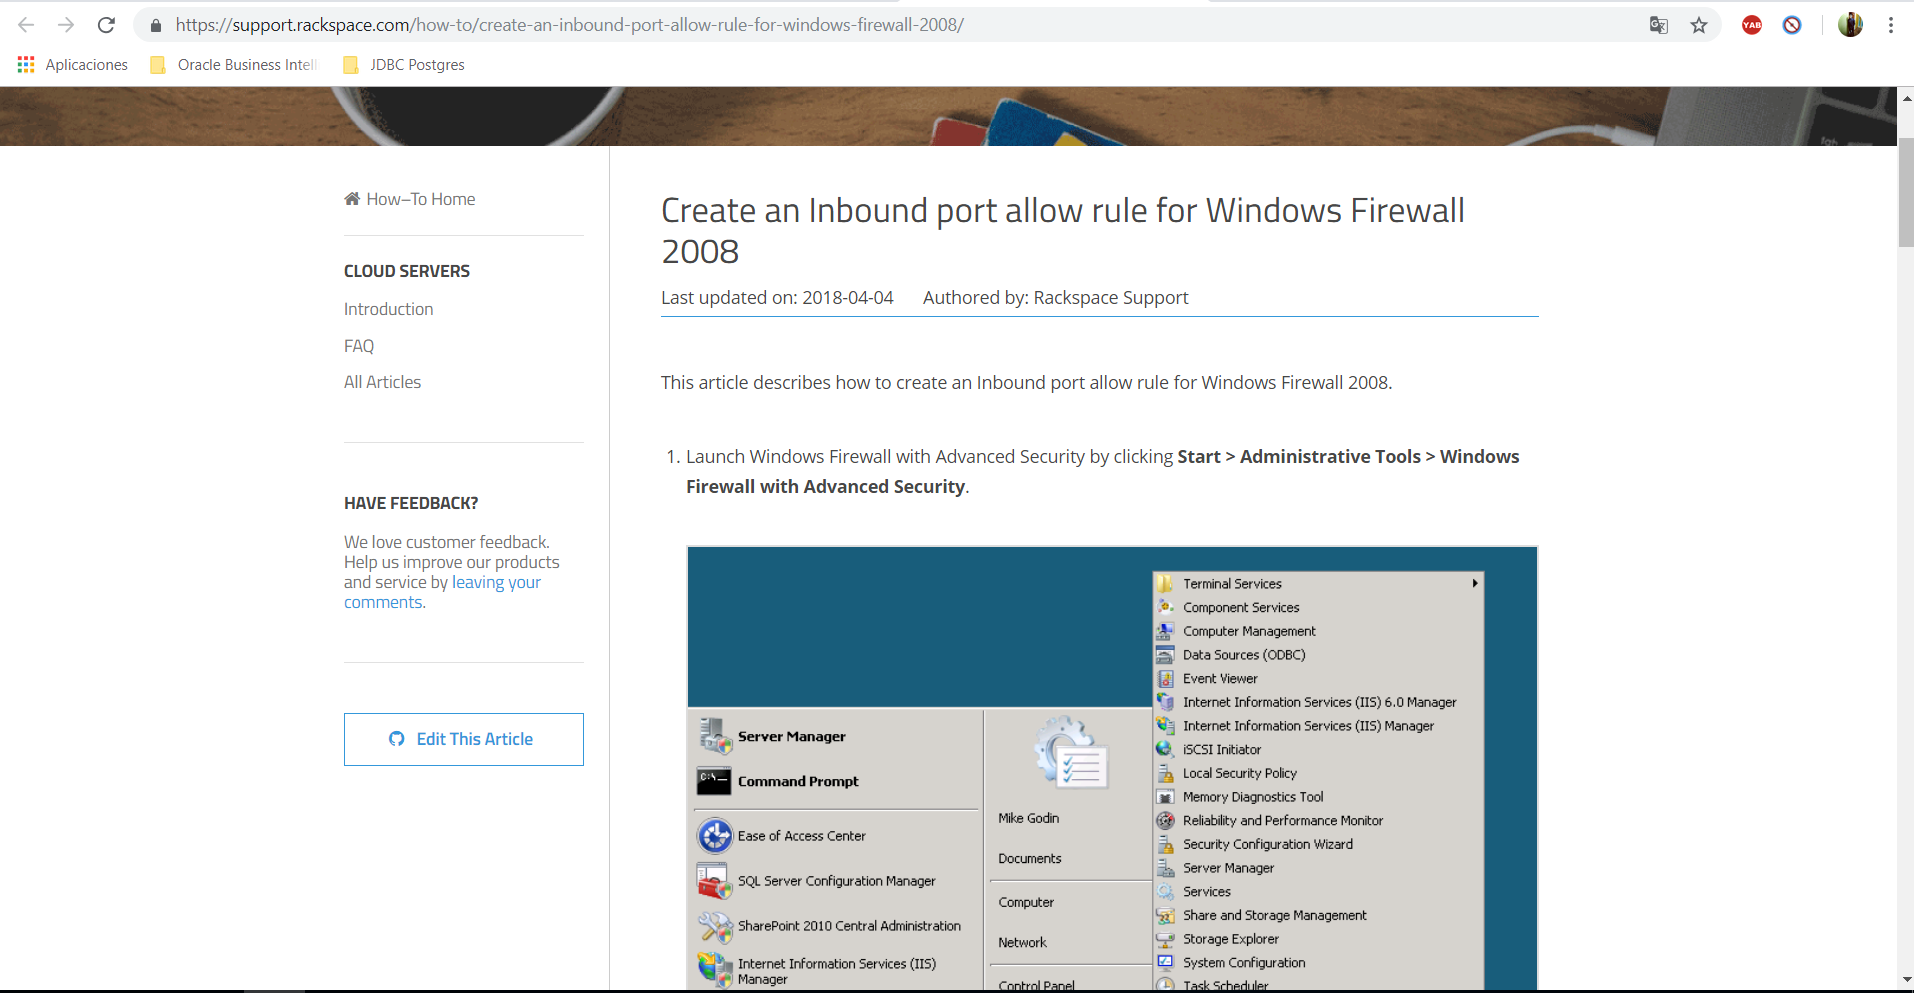 https://support.rackspace.com/how-to/create-an-inbound-port-allow-rule-for-windows-firewall-2008/
YAB
Aplicaciones
Oracle Business Intel
JDBC Postgres
How–To Home
CLOUD SERVERS
Introduction
FAQ
All Articles
HAVE FEEDBACK?
We love customer feedback.
Help us improve our products
and service by leaving your
comments.
Edit This Article
Create an Inbound port allow rule for Windows Firewall
2008
Last updated on: 2018-04-04 Authored by: Rackspace Support
This article describes how to create an Inbound port allow rule for Windows Firewall 2008.
1. Launch Windows Firewall with Advanced Security by clicking Start > Administrative Tools > Windows
Firewall with Advanced Security.
Server Manager
Command Prompt
Ease of Access Center
SQL Server Configuration Manager
SharePoint 2010 Central Administration
Internet Information Services (IIS)
Manager
Mike Godin
Documents
Computer
Network
Control Panel
Terminal Services
Component Services
Computer Management
Data Sources (ODBC)
Event Viewer
Internet Information Services (IIS) 6.0 Manager
Internet Information Services (IIS) Manager
iSCSI Initiator
Local Security Policy
Memory Diagnostics Tool
Reliability and Performance Monitor
Security Configuration Wizard
Server Manager
Services
Share and Storage Management
Storage Explorer
System Configuration
Task Scheduler